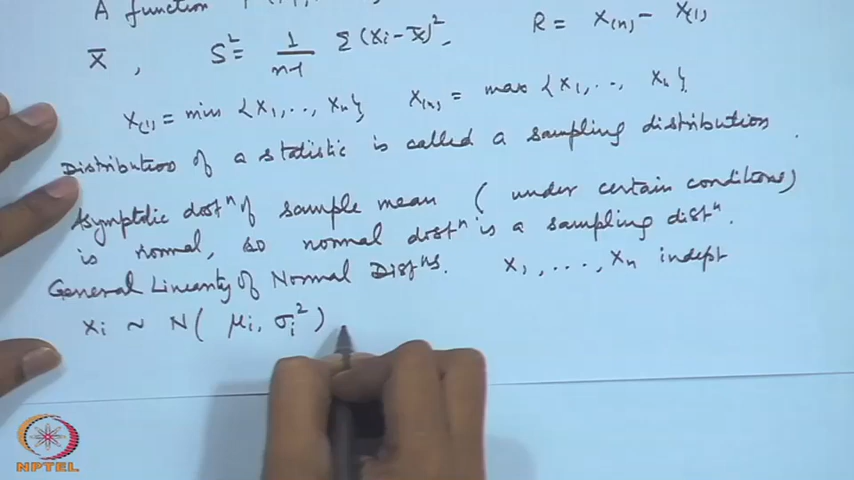 A function
X̄ , S² = 1/(n-1) Σ (Xi - X̄)² , R = X(n) - X(1)
X(1) = min {X1, .., Xn} X(n) = max {X1, .., Xn}.
Distribution of a statistic is called a sampling distribution .
Asymptotic distⁿ of sample mean ( under certain conditions)
is normal, so normal distⁿ is a sampling distⁿ.
General Linearity of Normal Distⁿs. X1, ...., Xn indept
Xi ~ N( μi, σi²)
NPTEL